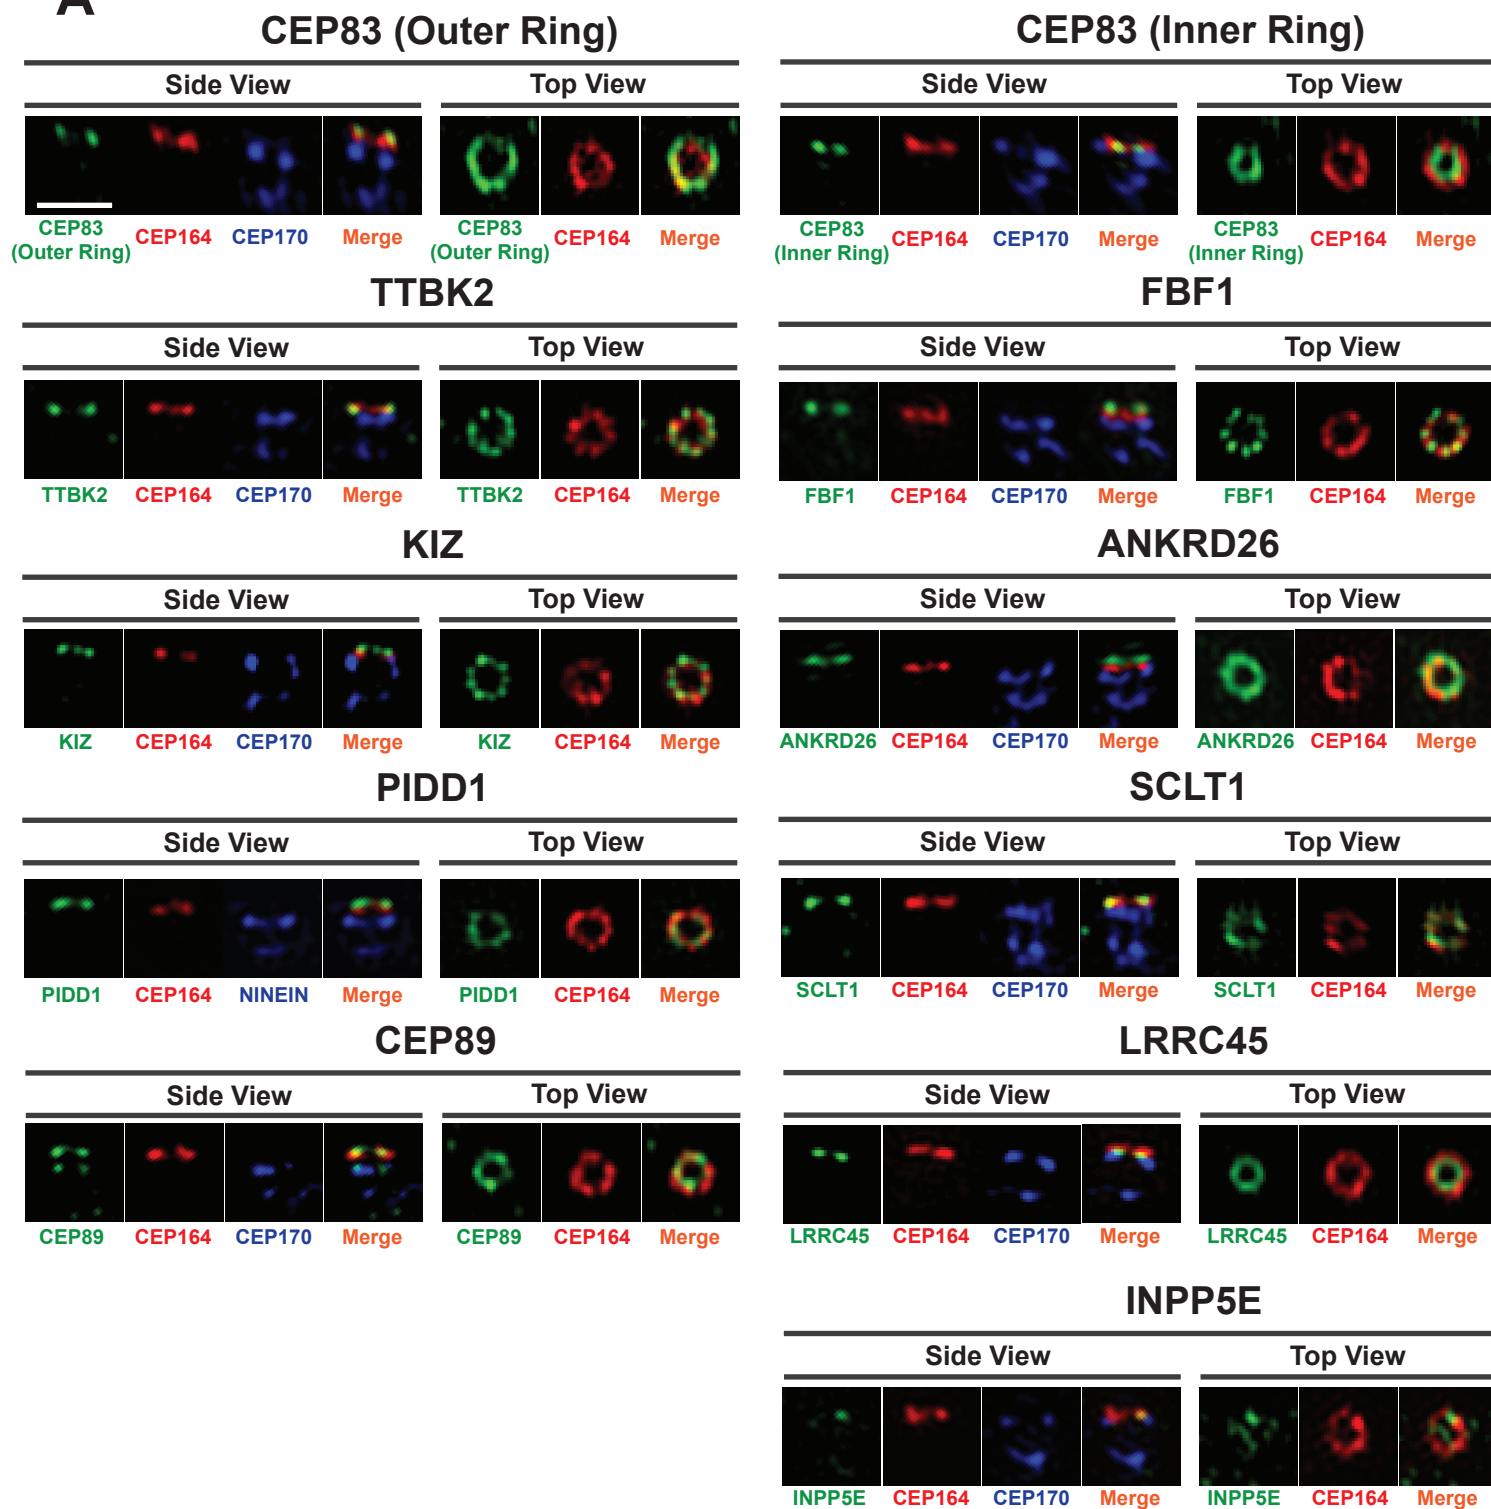 A
CEP83 (Outer Ring)
Side View
Top View
CEP83
(Outer Ring)
CEP164
CEP170
Merge
CEP83
(Outer Ring)
CEP164
Merge
CEP83 (Inner Ring)
Side View
Top View
CEP83
(Inner Ring)
CEP164
CEP170
Merge
CEP83
(Inner Ring)
CEP164
Merge
TTBK2
Side View
Top View
TTBK2 CEP164 CEP170 Merge
TTBK2 CEP164 Merge
FBF1
Side View
Top View
FBF1 CEP164 CEP170 Merge
FBF1 CEP164 Merge
KIZ
Side View
Top View
KIZ CEP164 CEP170 Merge
KIZ CEP164 Merge
ANKRD26
Side View
Top View
ANKRD26 CEP164 CEP170 Merge
ANKRD26 CEP164 Merge
PIDD1
Side View
Top View
PIDD1 CEP164 NINEIN Merge
PIDD1 CEP164 Merge
SCLT1
Side View
Top View
SCLT1 CEP164 CEP170 Merge
SCLT1 CEP164 Merge
CEP89
Side View
Top View
CEP89 CEP164 CEP170 Merge
CEP89 CEP164 Merge
LRRC45
Side View
Top View
LRRC45 CEP164 CEP170 Merge
LRRC45 CEP164 Merge
INPP5E
Side View
Top View
INPP5E CEP164 CEP170 Merge
INPP5E CEP164 Merge